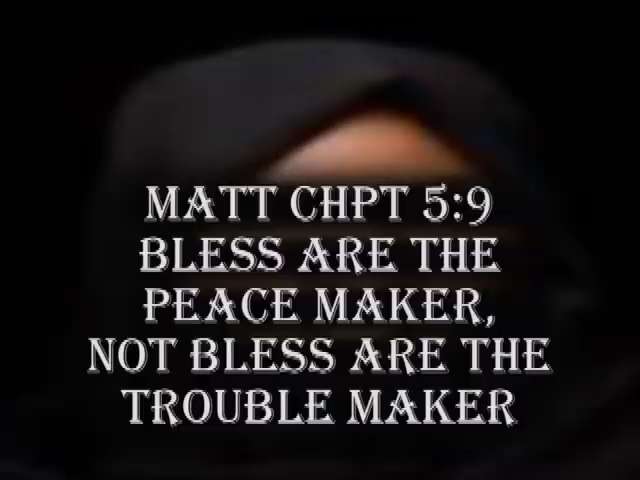 MATT CHPT 5:9
BLESS ARE THE
PEACE MAKER,
NOT BLESS ARE THE
TROUBLE MAKER